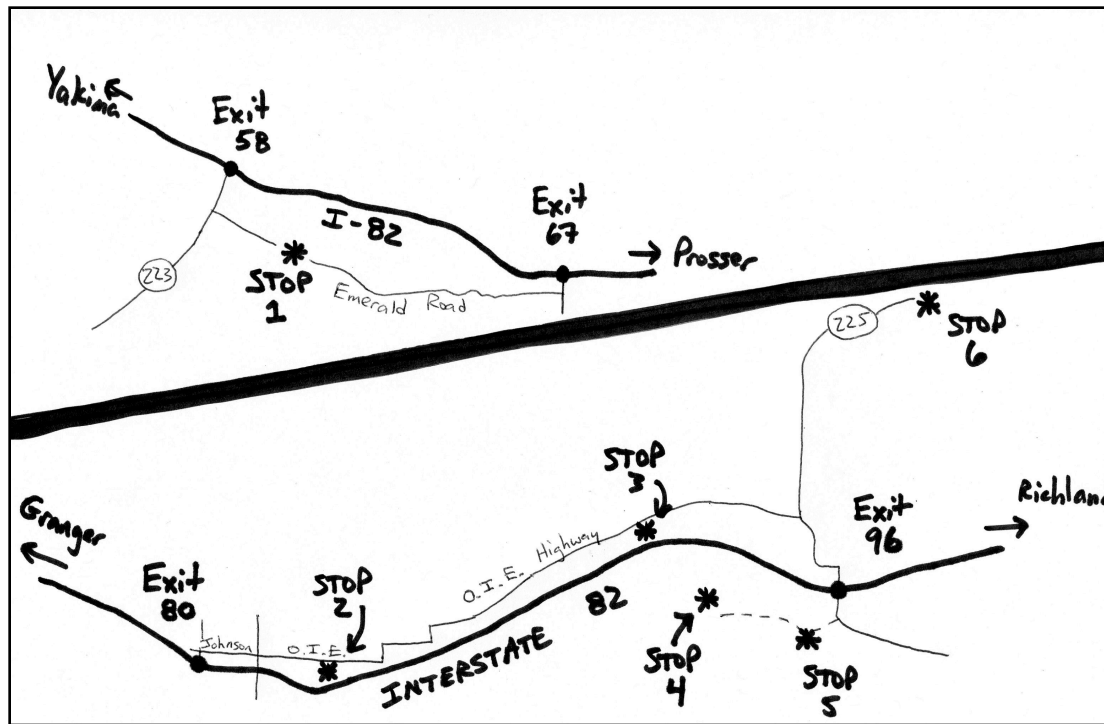 Yakima
Exit
58
I-82
Exit
67
Prosser
223
STOP
1
Emerald Road
225
STOP
6
STOP
3
Richland
Granger
Exit
96
Exit
80
STOP
2
O.I.E. Highway
82
Johnson
O.I.E.
INTERSTATE
STOP
4
STOP
5